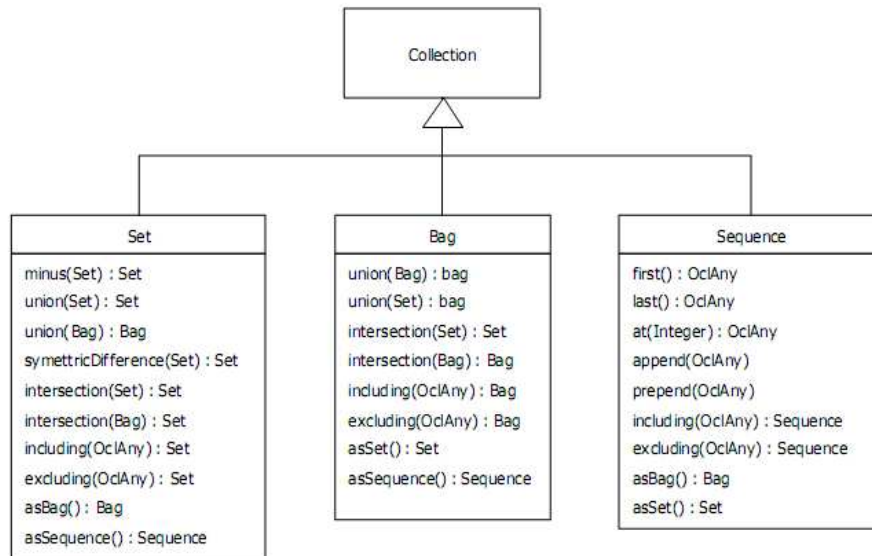 Collection
Set
minus(Set) : Set
union(Set) : Set
union(Bag) : Bag
symettricDifference(Set) : Set
intersection(Set) : Set
intersection(Bag) : Set
including(OclAny) : Set
excluding(OclAny) : Set
asBag() : Bag
asSequence() : Sequence
Bag
union(Bag) : bag
union(Set) : bag
intersection(Set) : Set
intersection(Bag) : Bag
including(OclAny) : Bag
excluding(OclAny) : Bag
asSet() : Set
asSequence() : Sequence
Sequence
first() : OclAny
last() : OclAny
at(Integer) : OclAny
append(OclAny)
prepend(OclAny)
including(OclAny) : Sequence
excluding(OclAny) : Sequence
asBag() : Bag
asSet() : Set